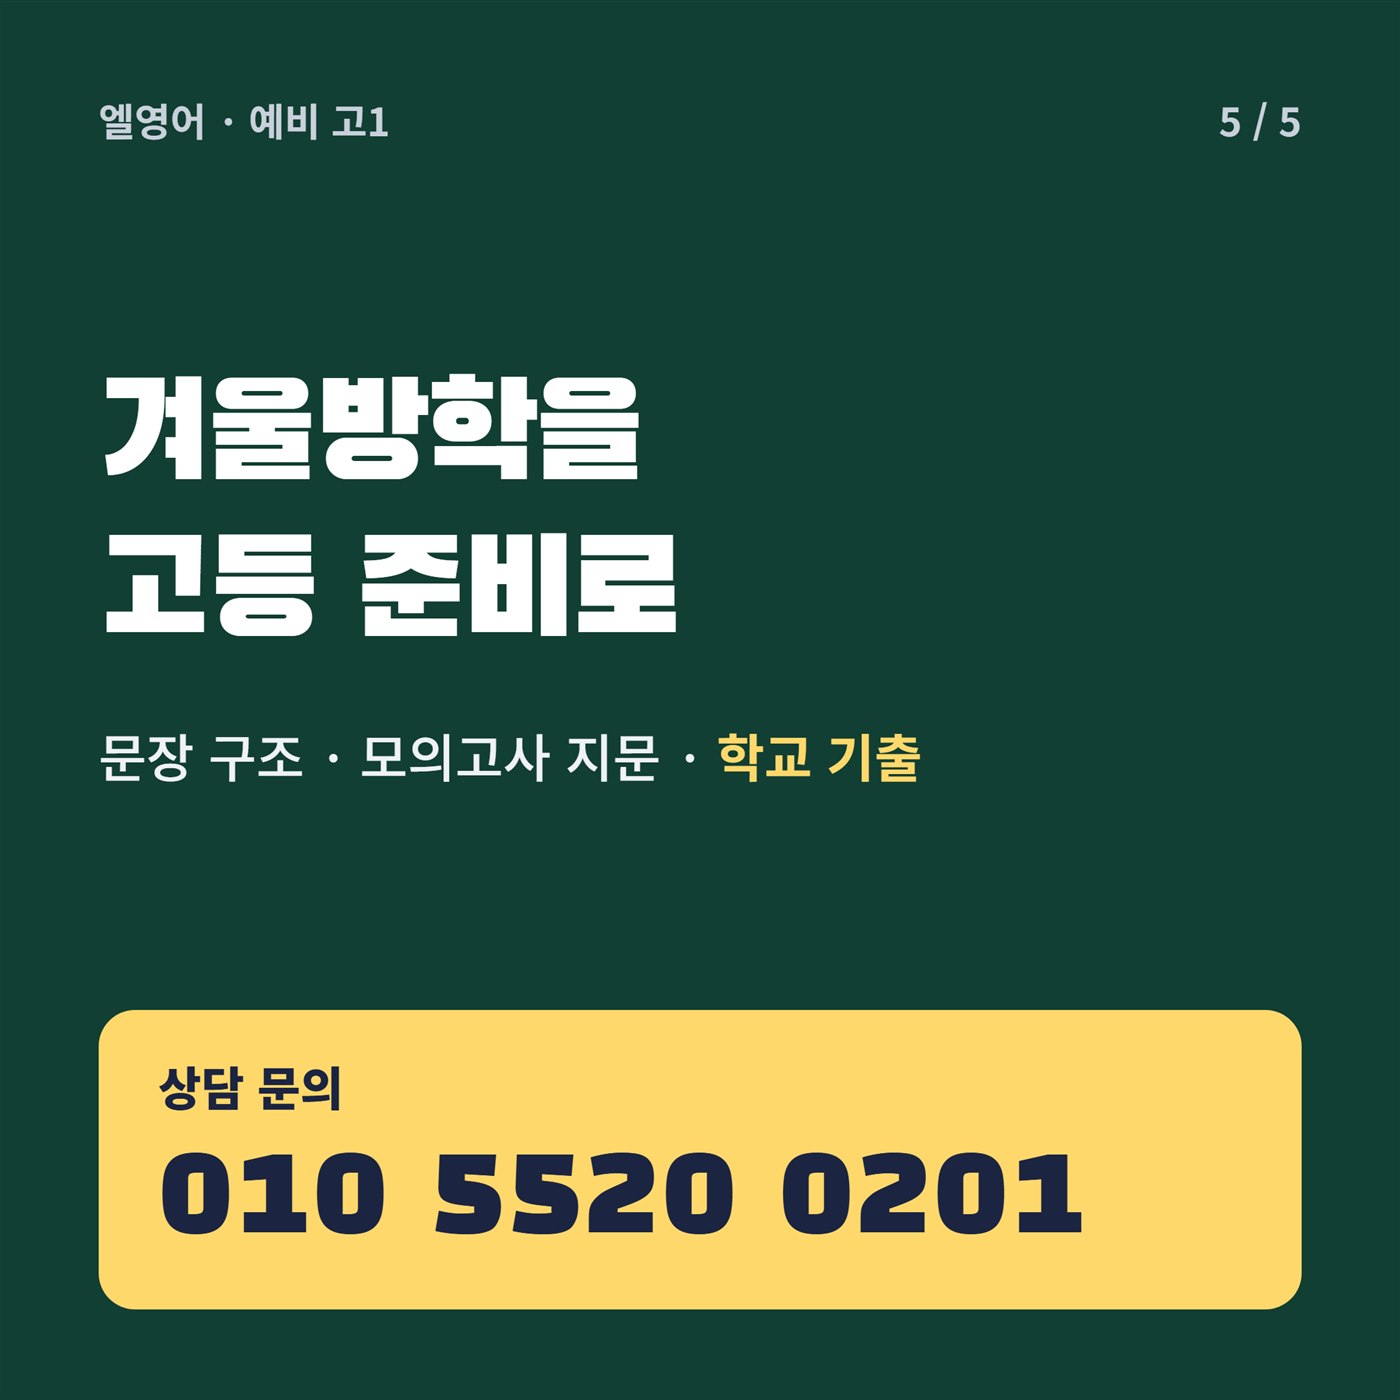 엘영어 · 예비 고1
5 / 5
겨울방학을
고등 준비로
문장 구조 · 모의고사 지문 · 학교 기출
상담 문의
010 5520 0201